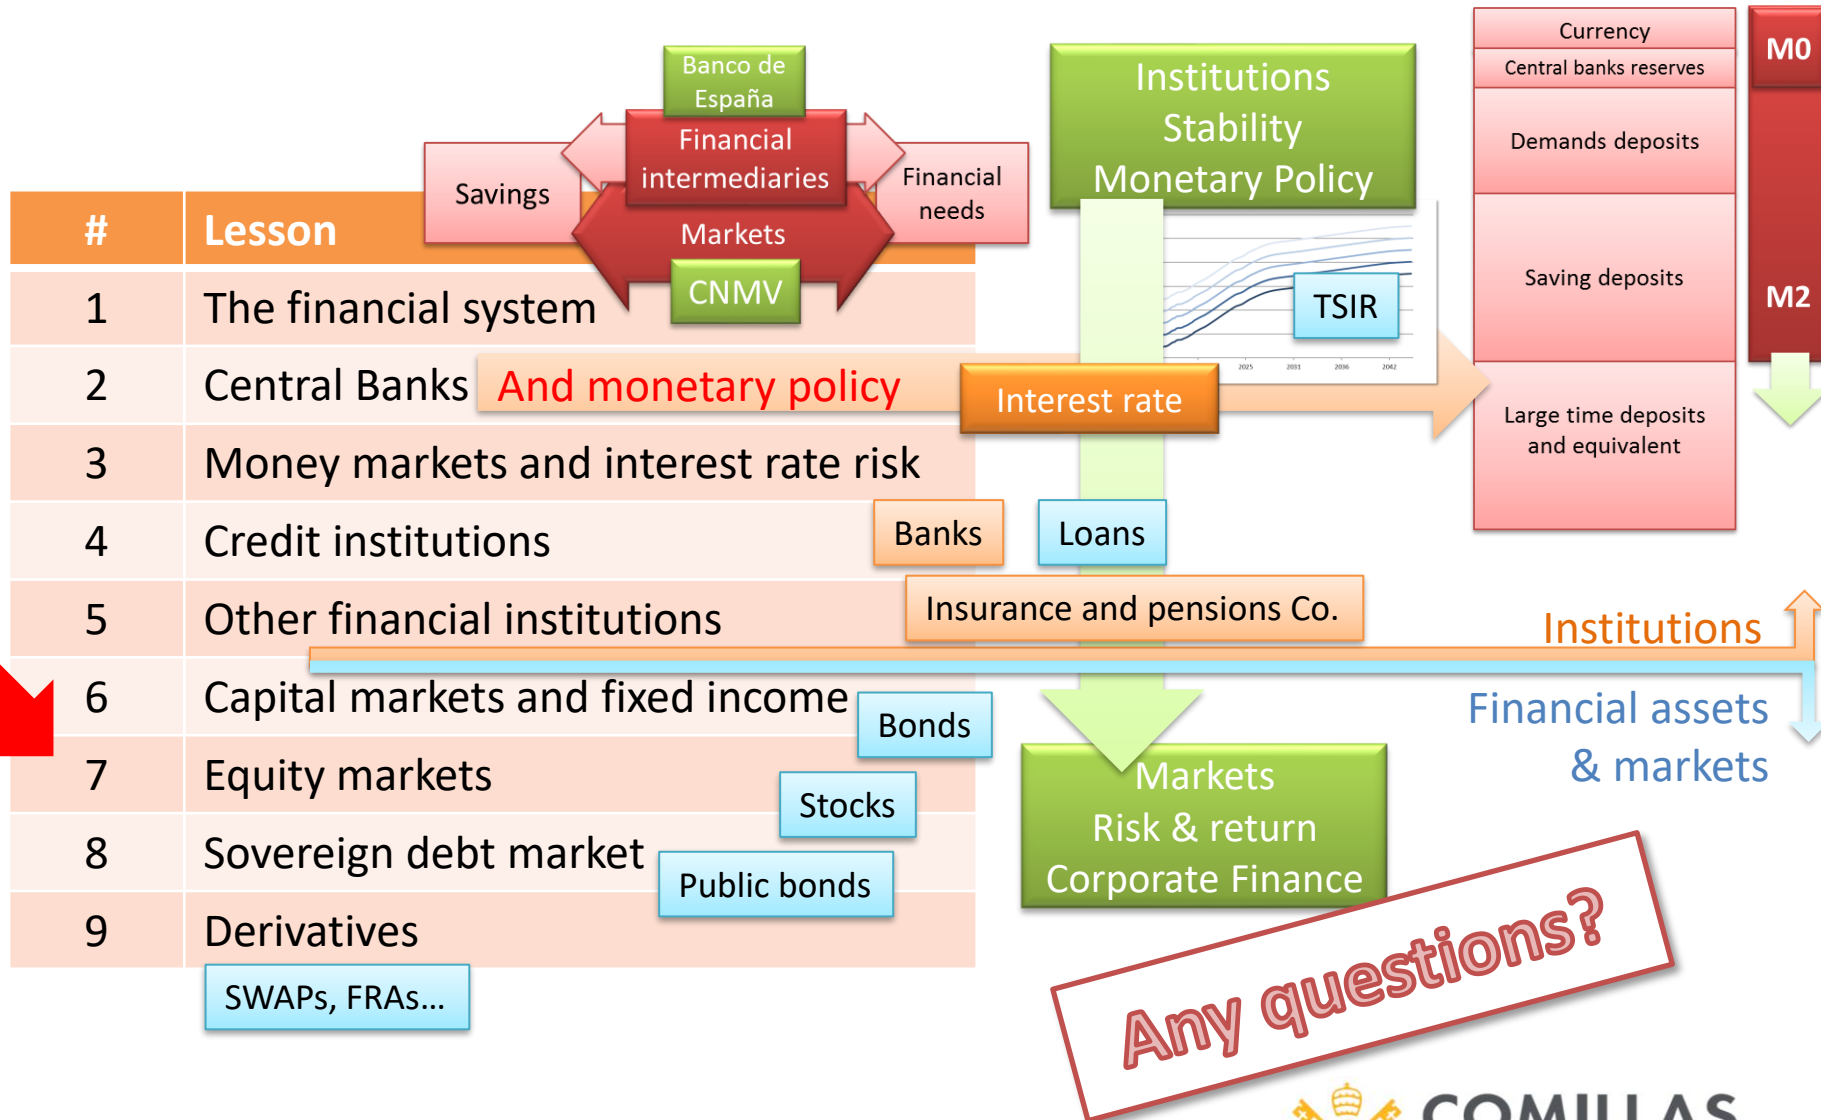 Banco de
España
Financial
intermediaries
Savings
Financial
needs
Markets
CNMV
Institutions
Stability
Monetary Policy
Currency
Central banks reserves
Demands deposits
Saving deposits
Large time deposits
and equivalent
M0
M2
TSIR
2025 2031 2036 2042
Interest rate
# Lesson
1 The financial system
2 Central Banks And monetary policy
3 Money markets and interest rate risk
4 Credit institutions
Banks
Loans
5 Other financial institutions
Insurance and pensions Co.
Institutions
6 Capital markets and fixed income
Bonds
Financial assets
& markets
7 Equity markets
Stocks
Markets
Risk & return
Corporate Finance
8 Sovereign debt market
Public bonds
9 Derivatives
SWAPs, FRAs...
Any questions?
COMILLAS